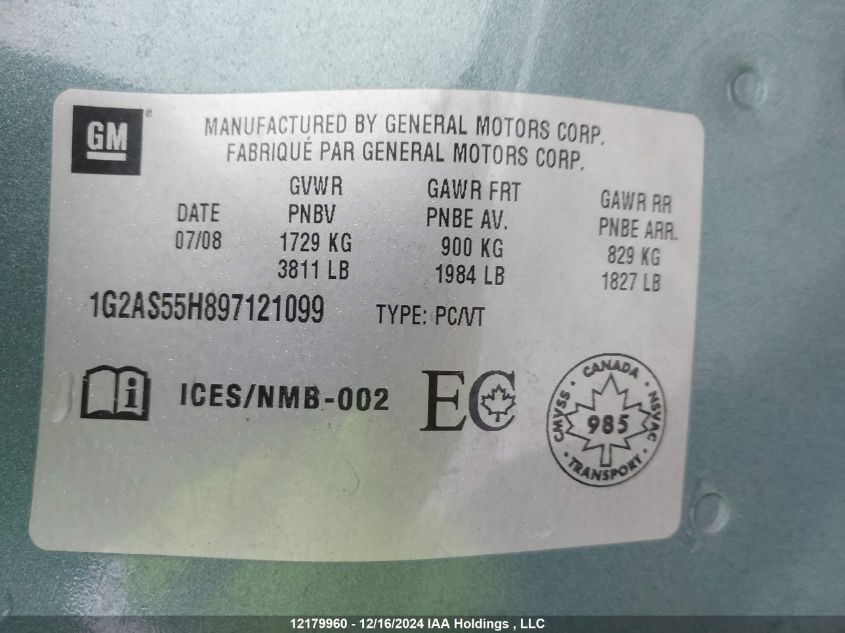 GM
MANUFACTURED BY GENERAL MOTORS CORP.
FABRIQUÉ PAR GENERAL MOTORS CORP.
GVWR GAWR FRT GAWR RR
DATE PNBV PNBE AV. PNBE ARR.
07/08 1729 KG 900 KG 829 KG
3811 LB 1984 LB 1827 LB
1G2AS55H897121099 TYPE: PC/VT
i ICES/NMB-002 EC
CANADA
CMVSS 985 NSVAC
TRANSPORT
12179960 - 12/16/2024 IAA Holdings , LLC